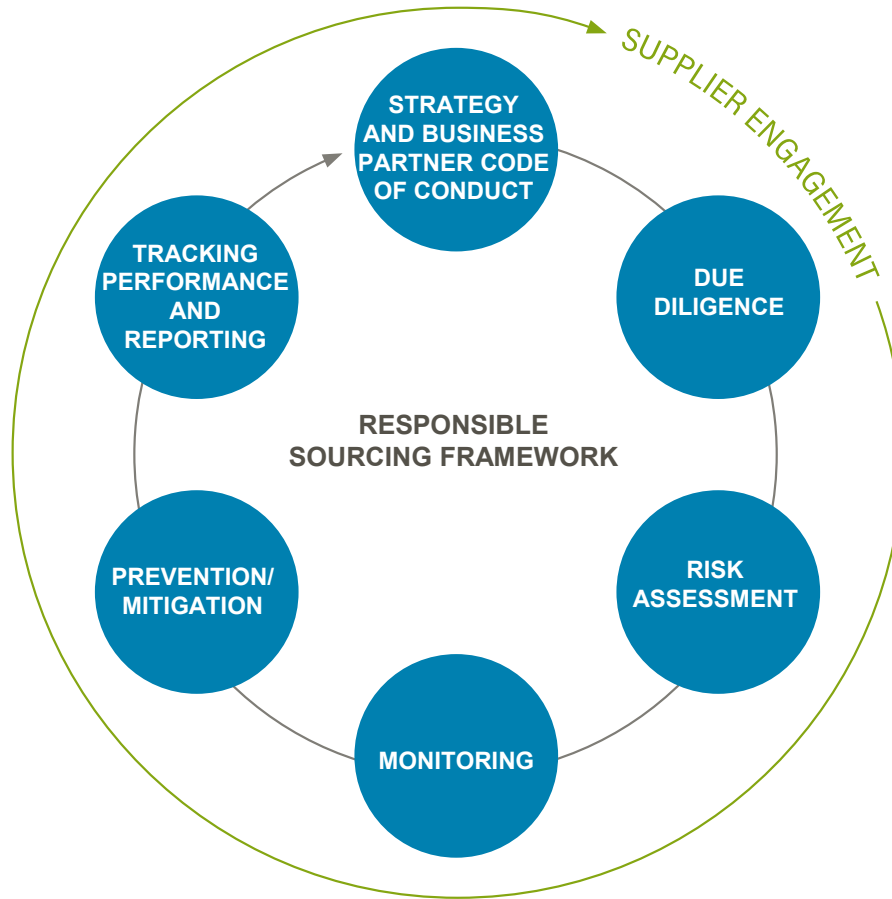 SUPPLIER ENGAGEMENT
STRATEGY
AND BUSINESS
PARTNER CODE
OF CONDUCT
DUE
DILIGENCE
RISK
ASSESSMENT
MONITORING
PREVENTION/
MITIGATION
TRACKING
PERFORMANCE
AND
REPORTING
RESPONSIBLE
SOURCING FRAMEWORK